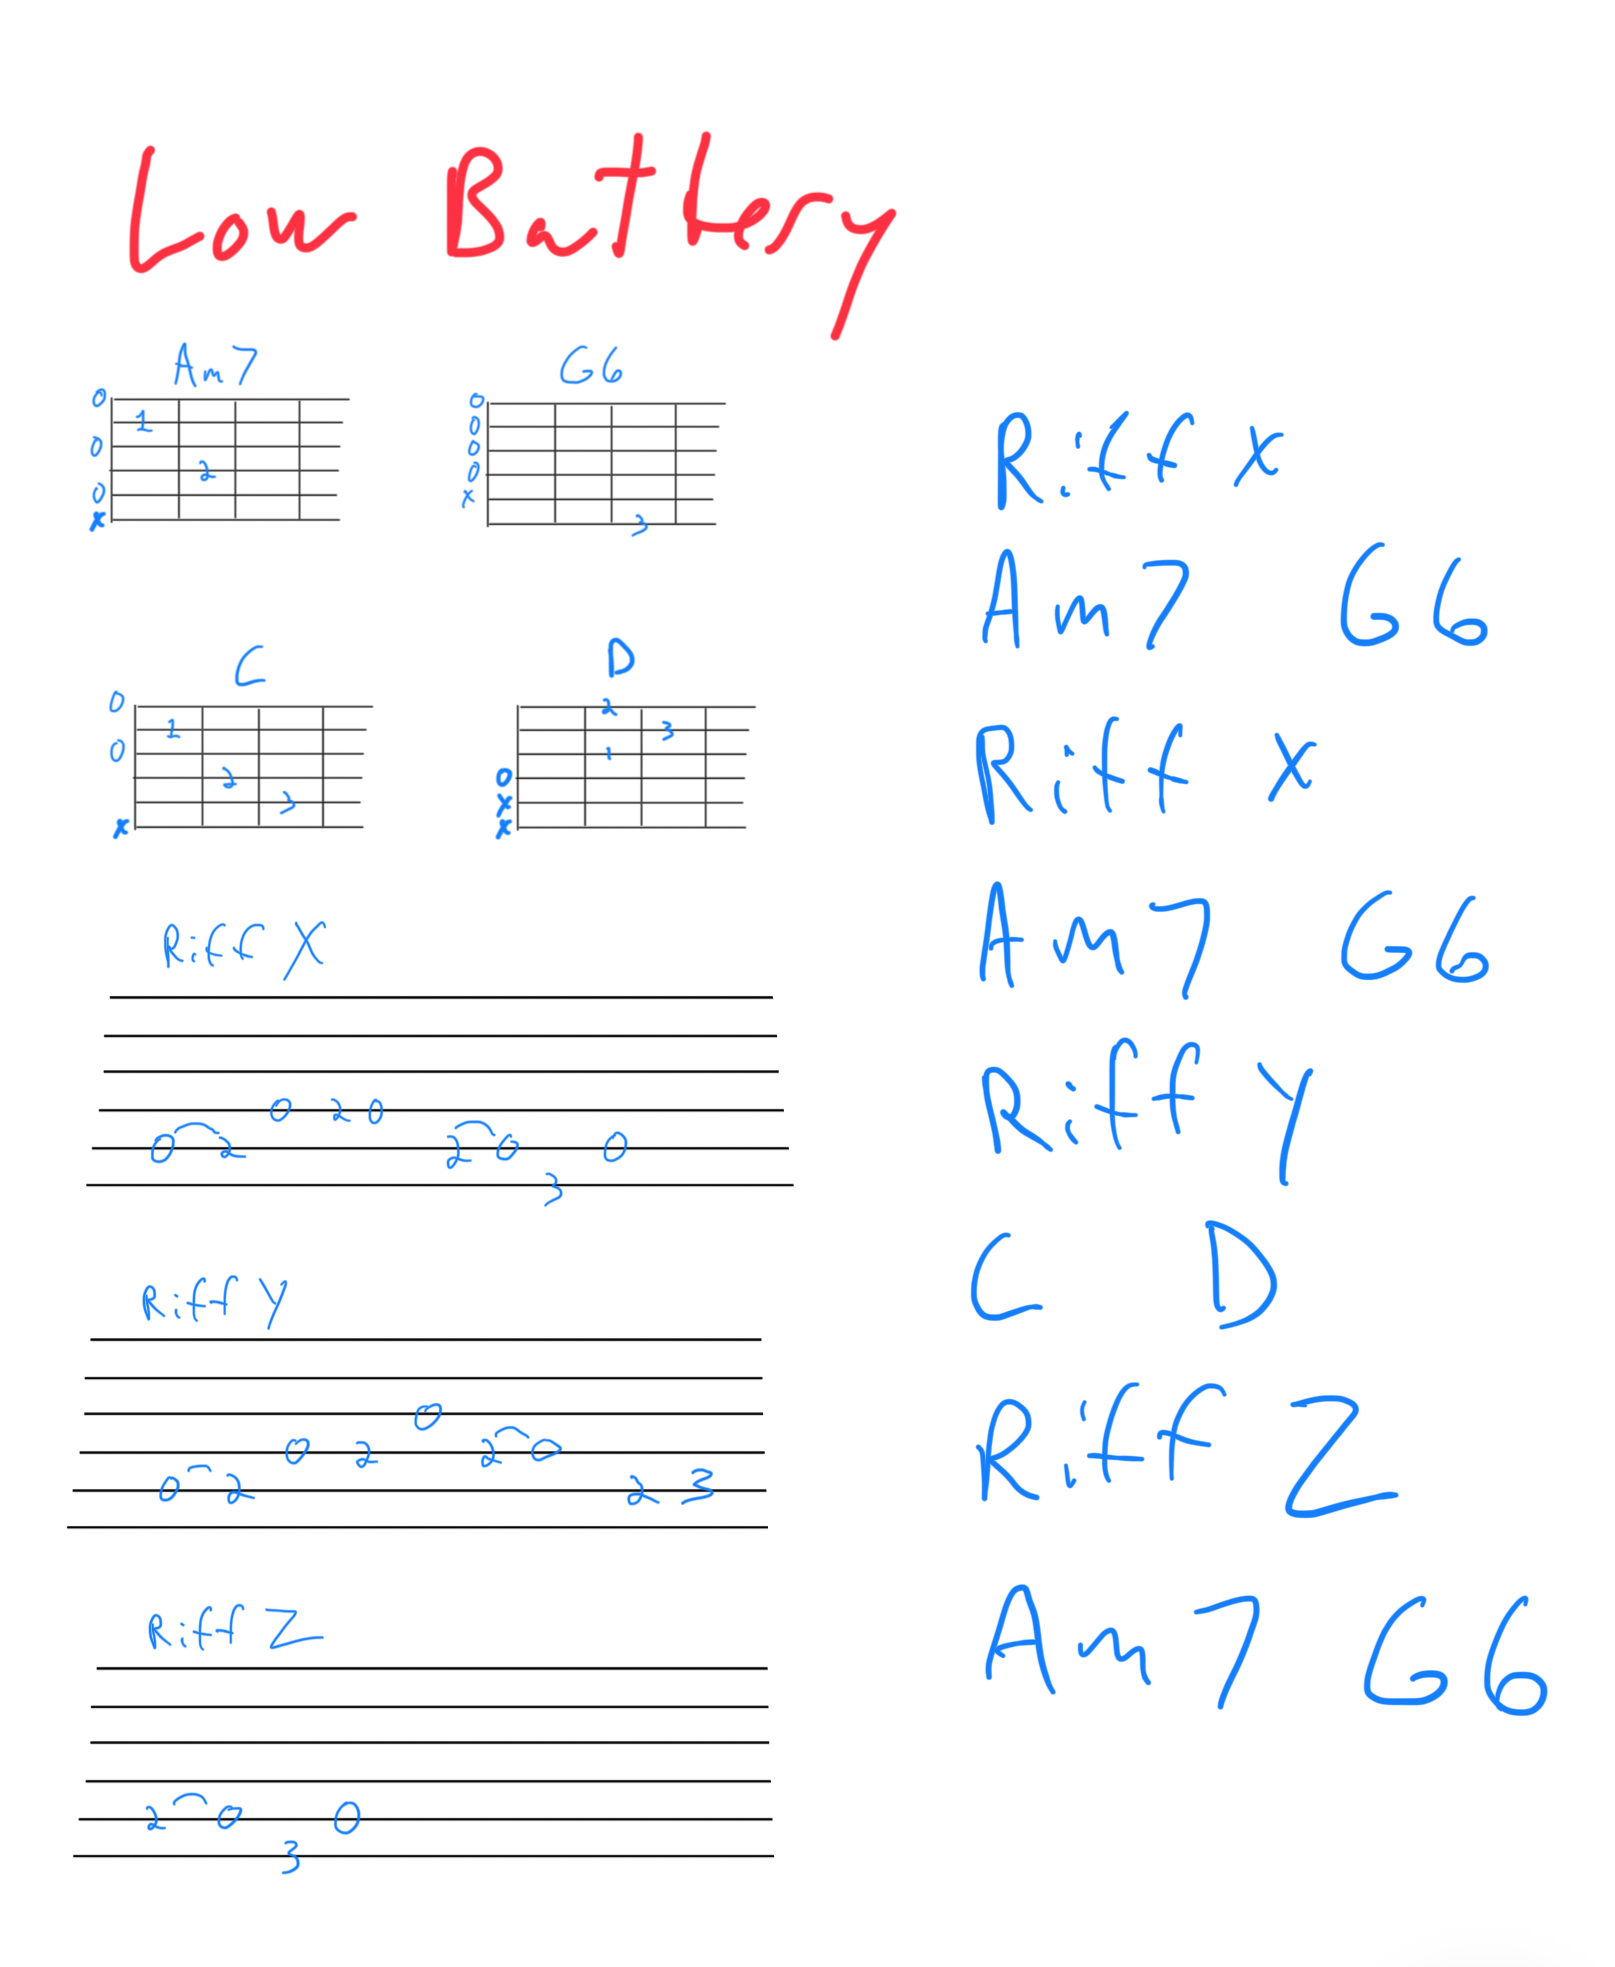 Low Battery
Am7 G6
0 0
1 0
0 0
2 0
0 x
x 3
C D
0 2
1 3
0 1
2 0
3 x
x x
Riff X
0 2 0
0 2 2 0 0
3
Riff Y
0
0 2 2 0
0 2 2 3
Riff Z
2 0 0
3
Riff X
Am7 G6
Riff X
Am7 G6
Riff Y
C D
Riff Z
Am7 G6